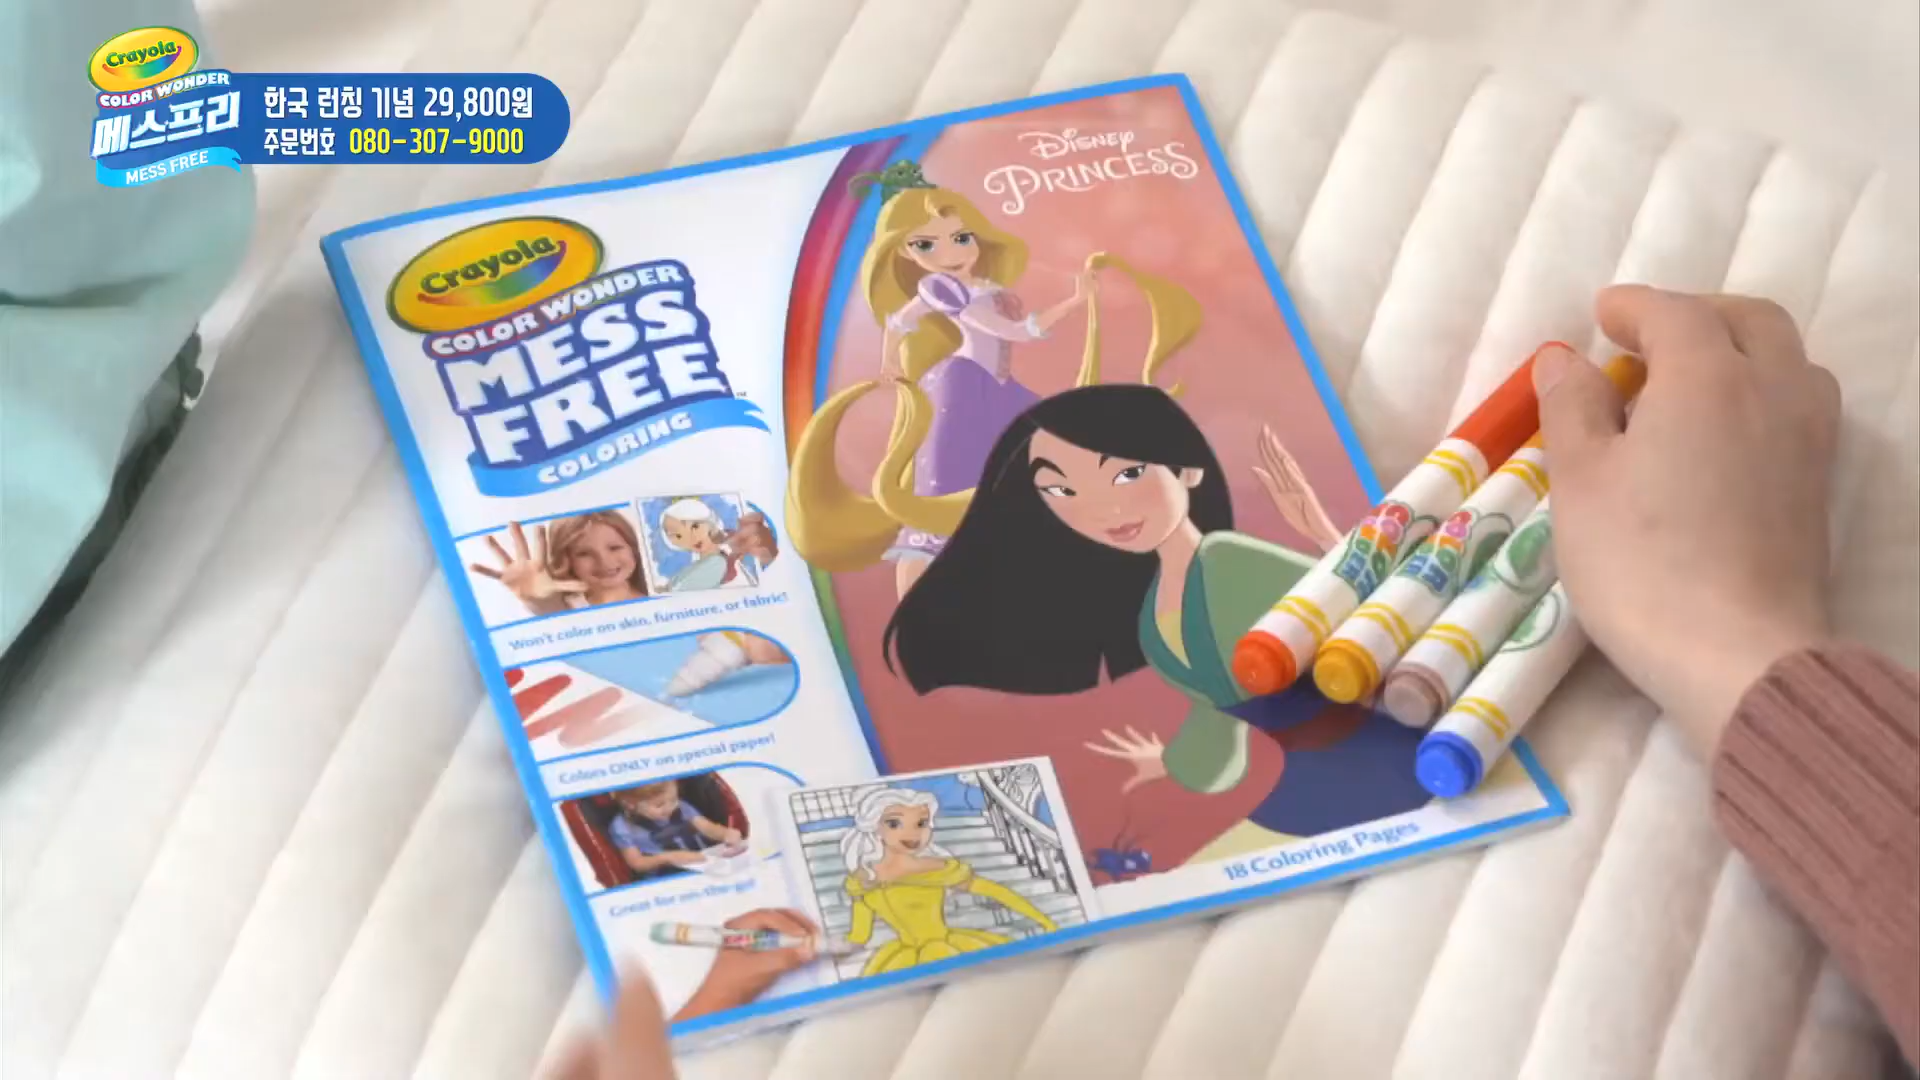 Crayola
COLOR WONDER
메스프리
MESS FREE
한국 런칭 기념 29,800원
주문번호 080-307-9000
Disney
PRINCESS
Crayola
COLOR WONDER
MESS
FREE
COLORING
Won't color on skin, furniture, or fabric!
Colors ONLY on special paper!
Great for on-the-go!
18 Coloring Pages